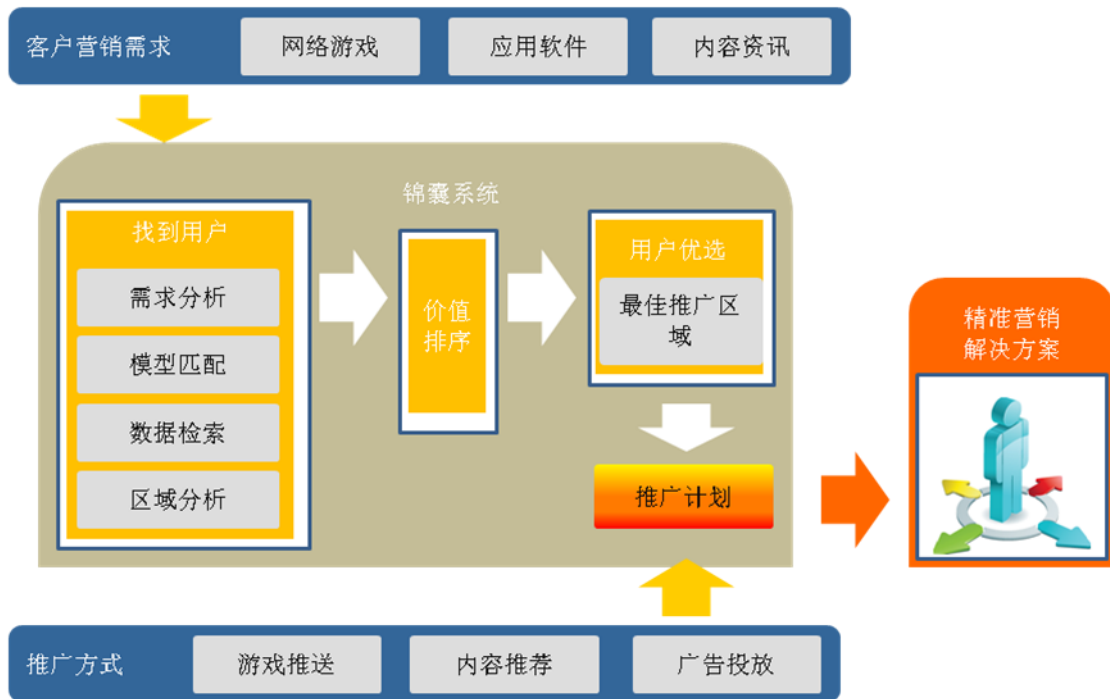 客户营销需求
网络游戏
应用软件
内容资讯
锦囊系统
找到用户
需求分析
模型匹配
数据检索
区域分析
价值
排序
用户优选
最佳推广区
域
推广计划
精准营销
解决方案
推广方式
游戏推送
内容推荐
广告投放